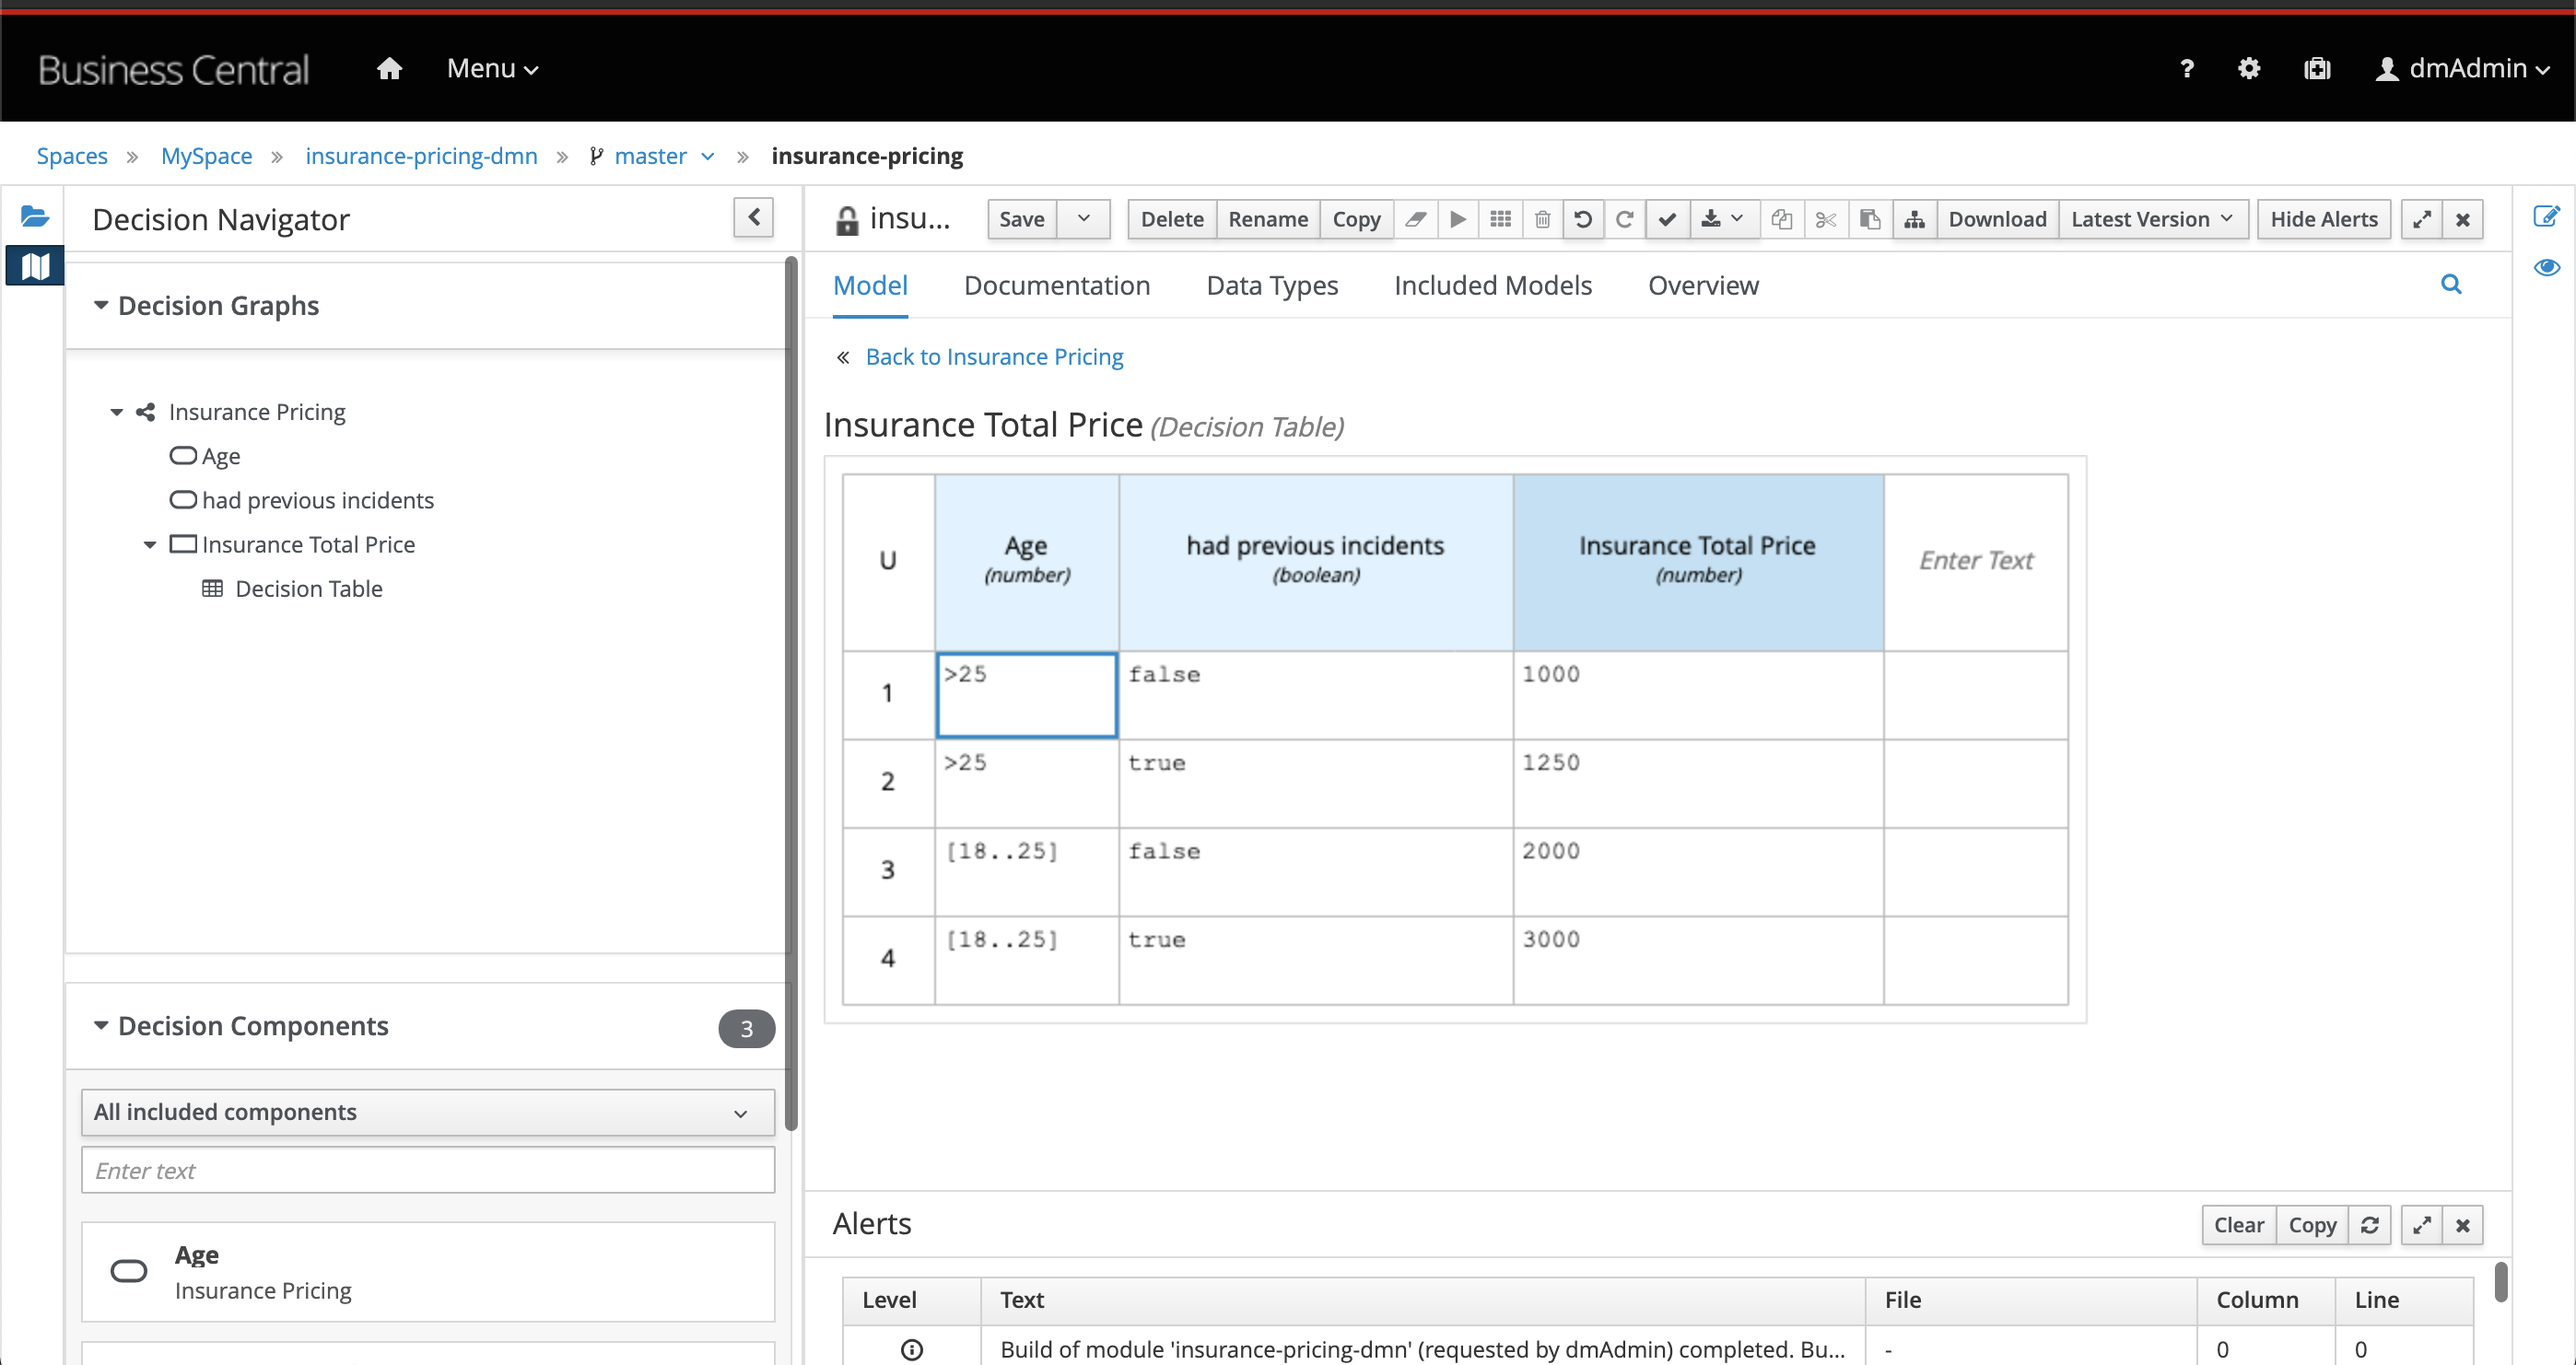 Business Central Menu ? dmAdmin
Spaces » MySpace » insurance-pricing-dmn » master » insurance-pricing
Decision Navigator
Decision Graphs
Insurance Pricing
Age
had previous incidents
Insurance Total Price
Decision Table
Decision Components 3
All included components
Enter text
Age
Insurance Pricing
insu... Save Delete Rename Copy Download Latest Version Hide Alerts
Model Documentation Data Types Included Models Overview
« Back to Insurance Pricing
Insurance Total Price (Decision Table)
U Age (number) had previous incidents (boolean) Insurance Total Price (number) Enter Text
1 >25 false 1000
2 >25 true 1250
3 [18..25] false 2000
4 [18..25] true 3000
Alerts Clear Copy
Level Text File Column Line
Build of module 'insurance-pricing-dmn' (requested by dmAdmin) completed. Bu... - 0 0